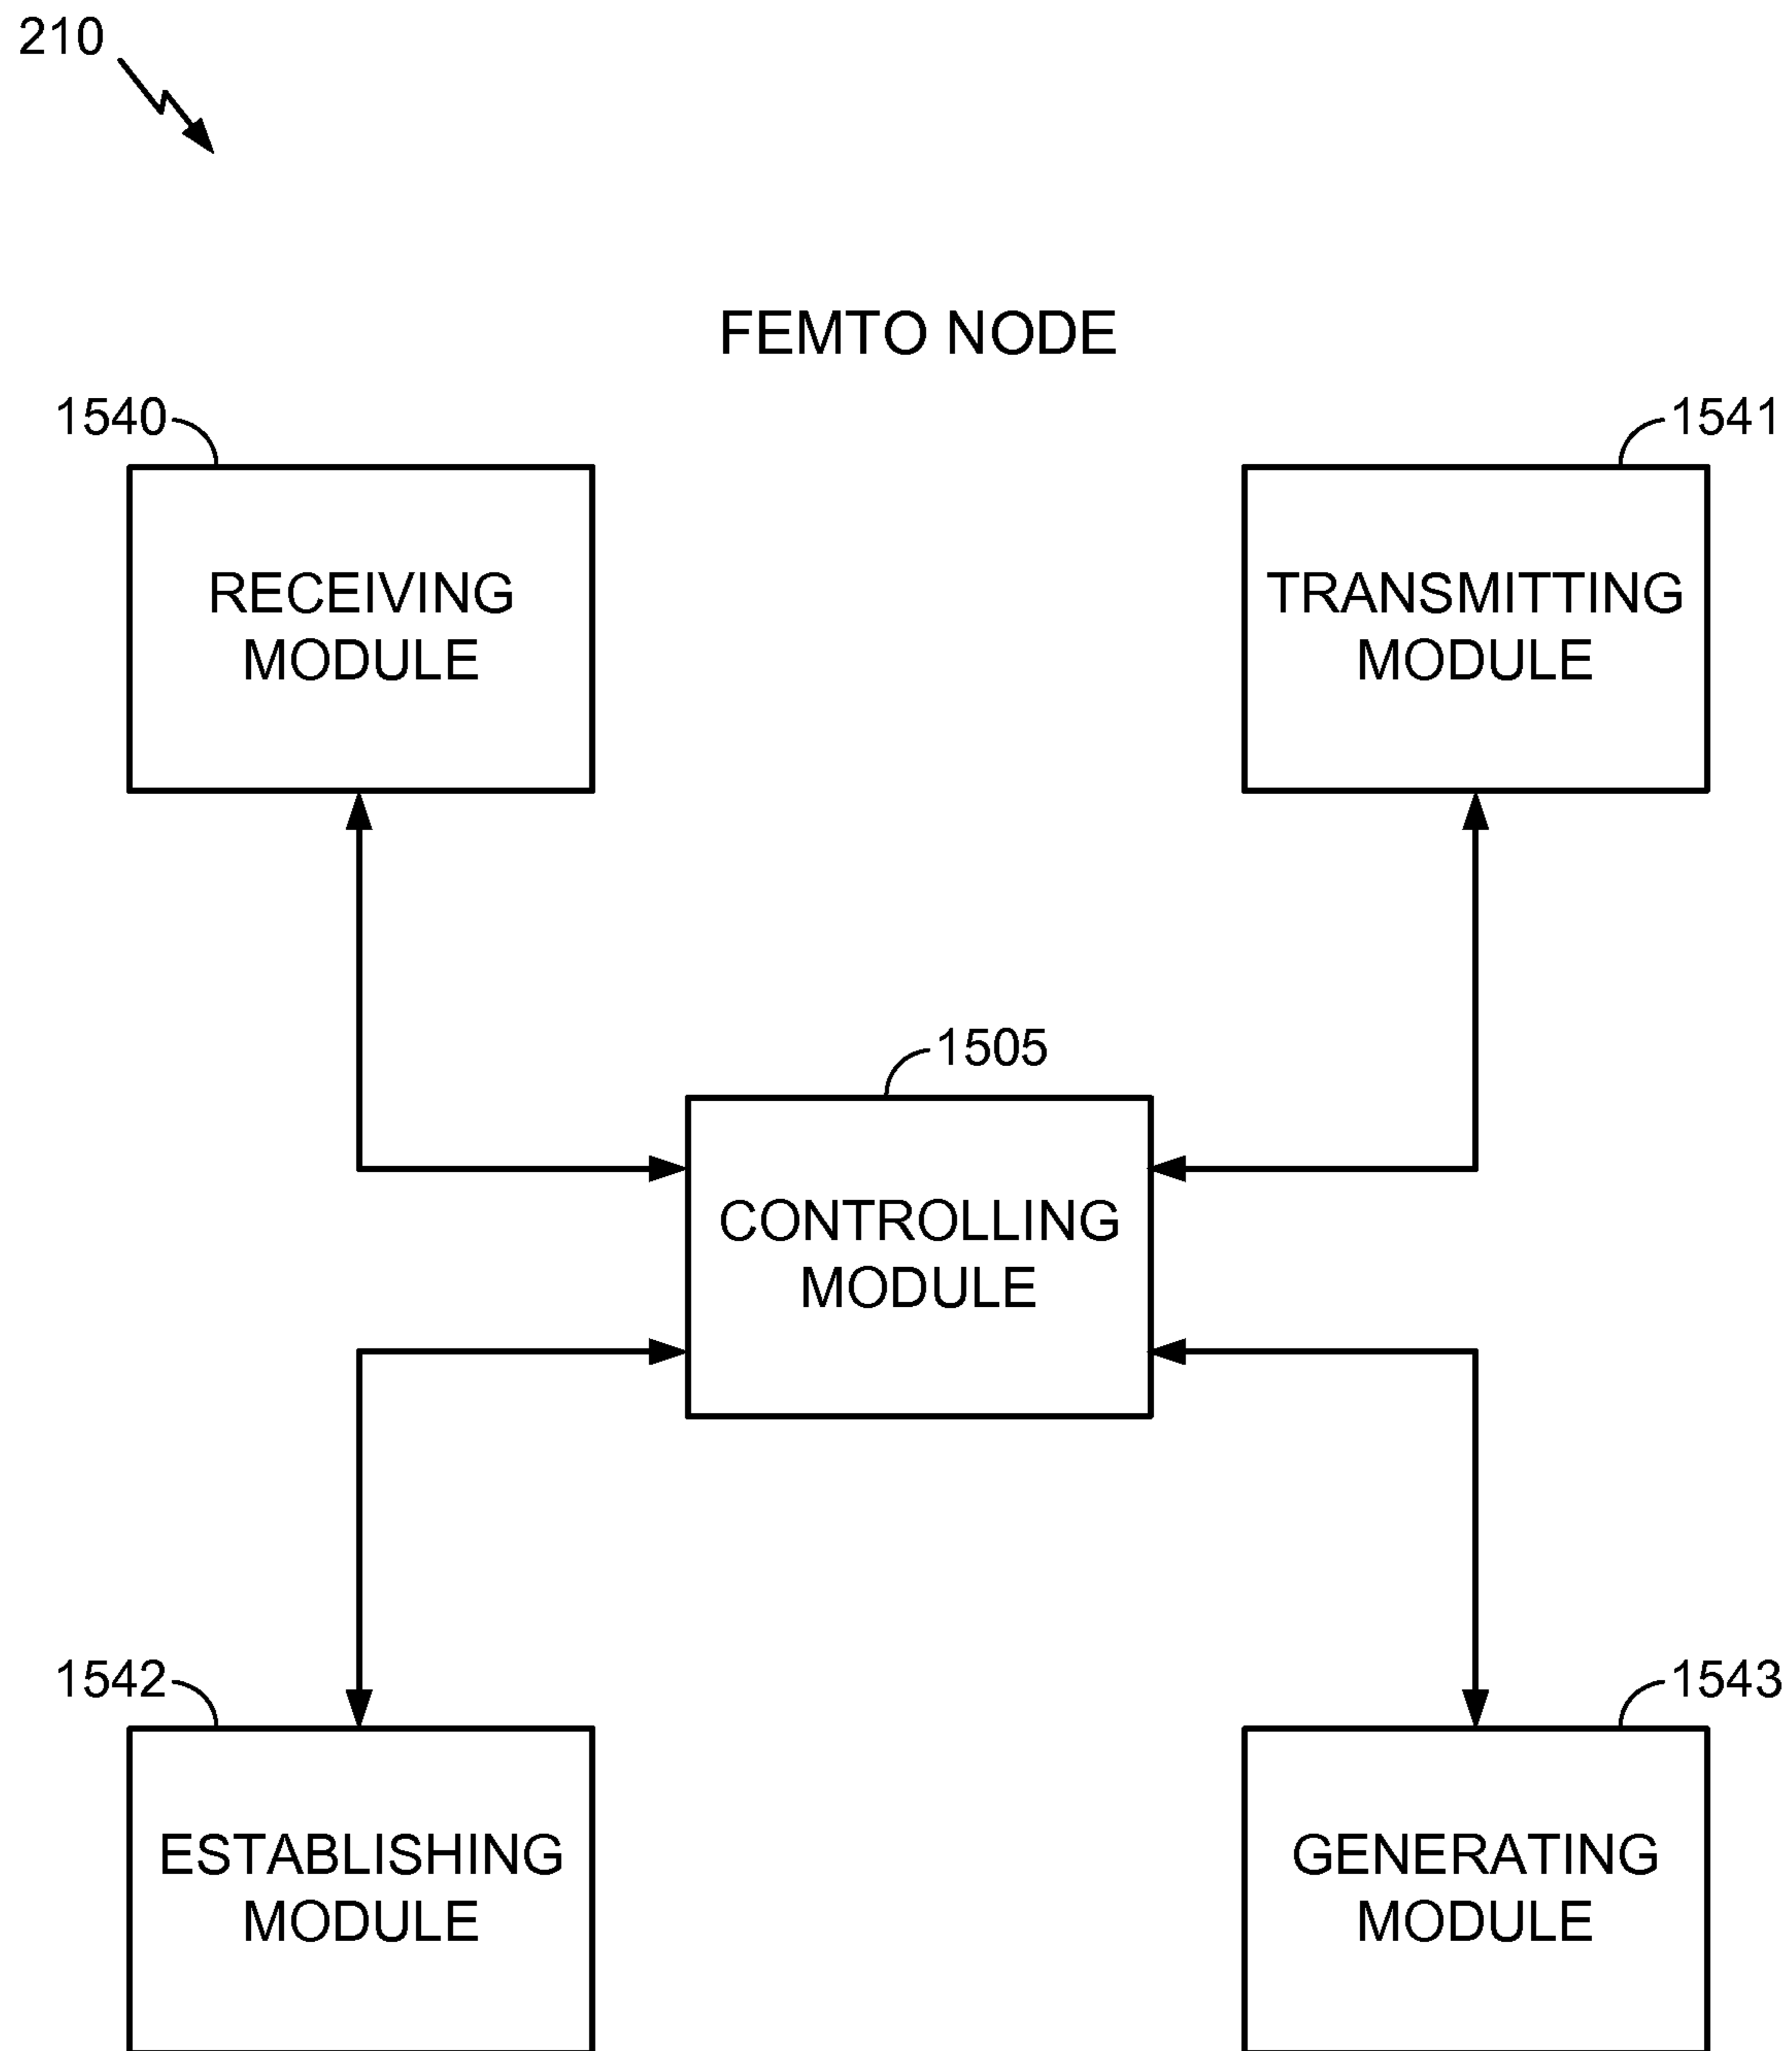 210
FEMTO NODE
1540
1541
RECEIVING
MODULE
TRANSMITTING
MODULE
1505
CONTROLLING
MODULE
1542
1543
ESTABLISHING
MODULE
GENERATING
MODULE